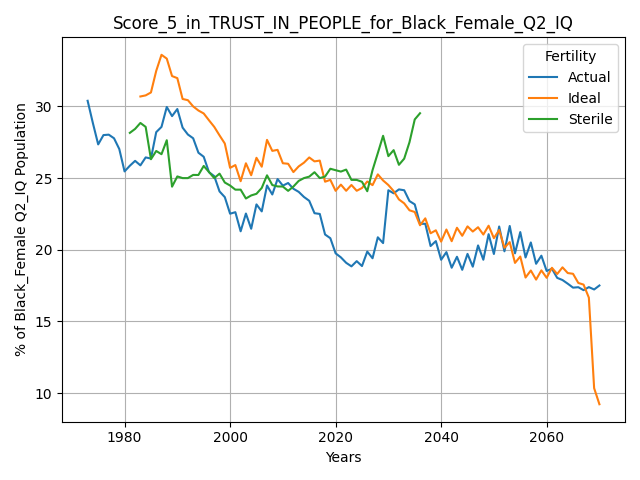 Score_5_in_TRUST_IN_PEOPLE_for_Black_Female_Q2_IQ
% of Black_Female Q2_IQ Population
30
25
20
15
10
1980
2000
2020
2040
2060
Years
Fertility
Actual
Ideal
Sterile